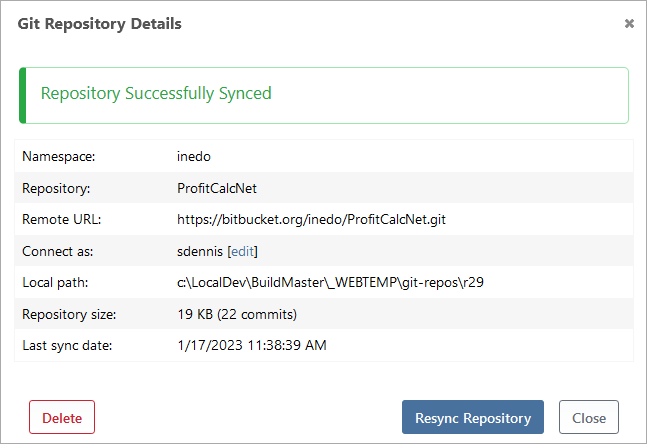 Git Repository Details
Repository Successfully Synced
Namespace: inedo
Repository: ProfitCalcNet
Remote URL: https://bitbucket.org/inedo/ProfitCalcNet.git
Connect as: sdennis [edit]
Local path: c:\LocalDev\BuildMaster\_WEBTEMP\git-repos\r29
Repository size: 19 KB (22 commits)
Last sync date: 1/17/2023 11:38:39 AM
Delete Resync Repository Close